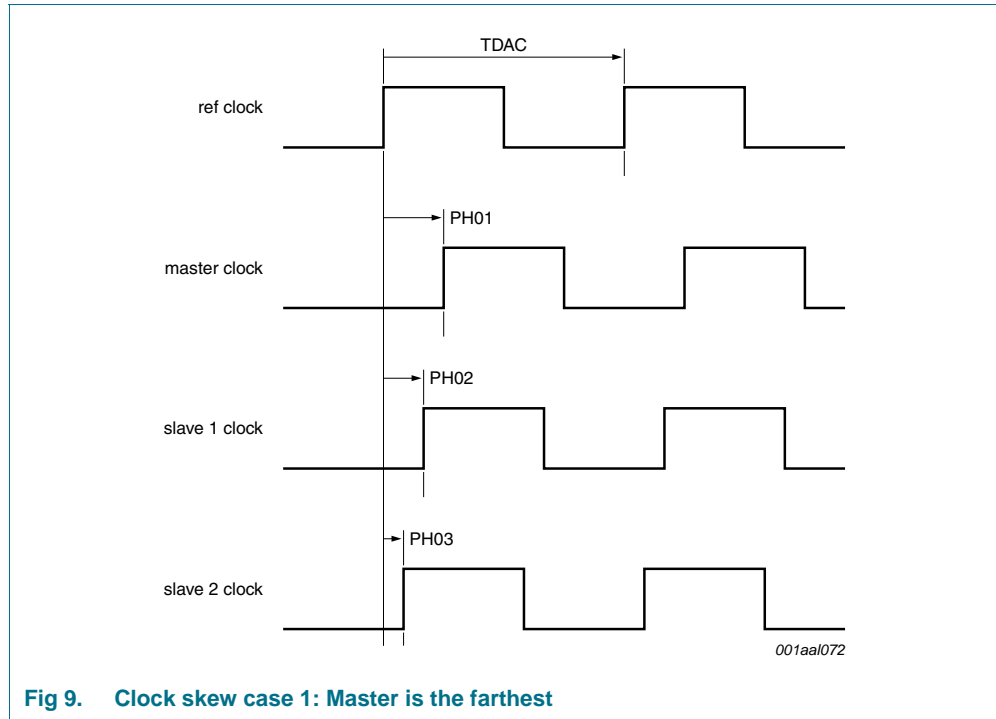 TDAC
ref clock
PH01
master clock
PH02
slave 1 clock
PH03
slave 2 clock
001aal072
Fig 9. Clock skew case 1: Master is the farthest